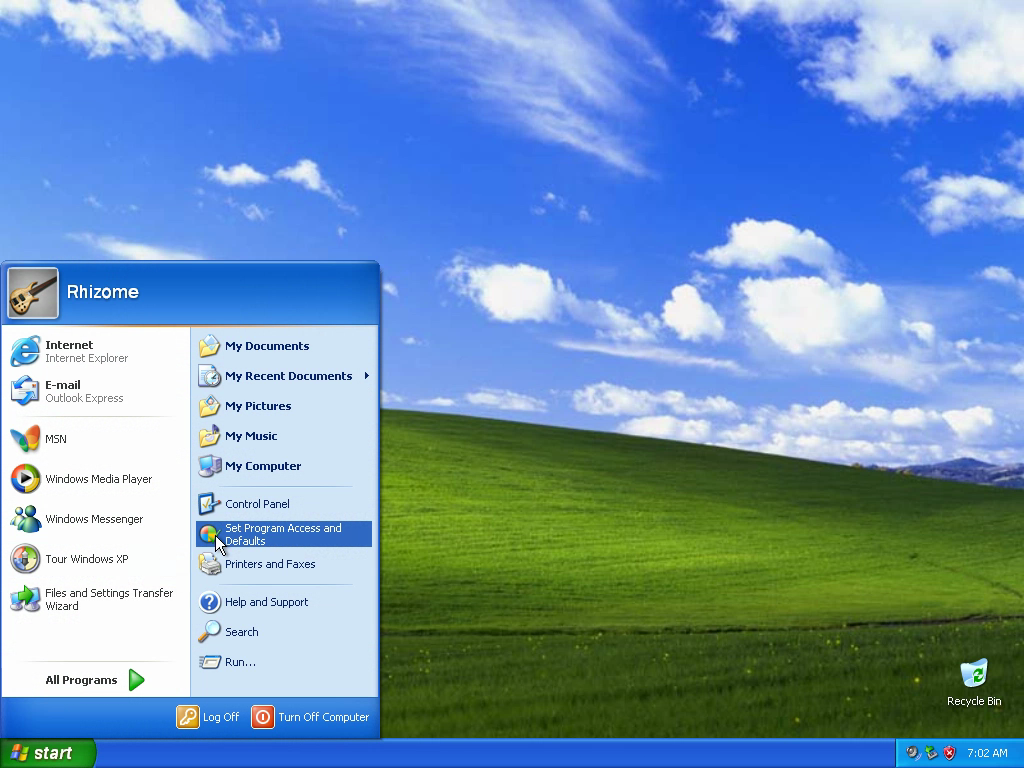 Rhizome
Internet
Internet Explorer
E-mail
Outlook Express
MSN
Windows Media Player
Windows Messenger
Tour Windows XP
Files and Settings Transfer
Wizard
All Programs
My Documents
My Recent Documents
My Pictures
My Music
My Computer
Control Panel
Set Program Access and
Defaults
Printers and Faxes
Help and Support
Search
Run...
Log Off
Turn Off Computer
Recycle Bin
start
7:02 AM